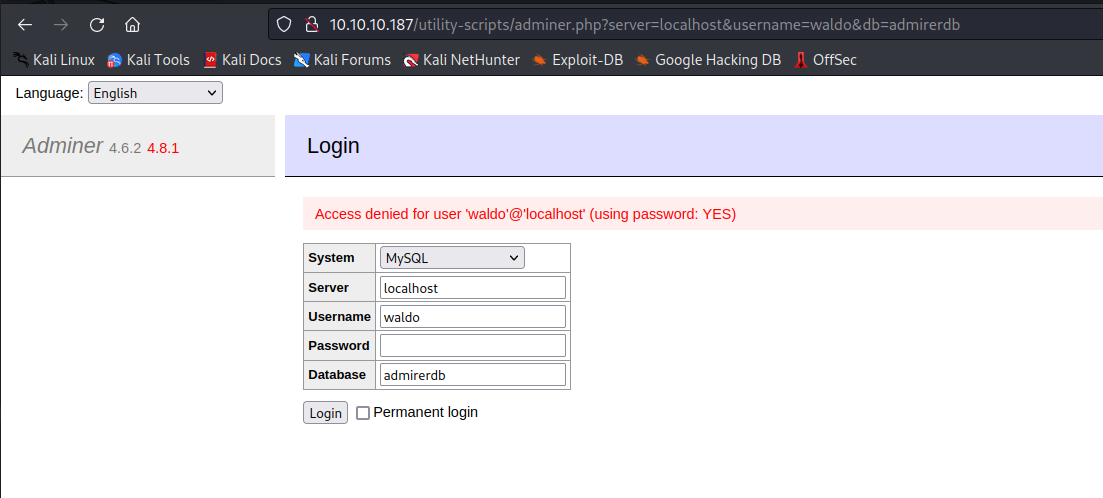 10.10.10.187/utility-scripts/adminer.php?server=localhost&username=waldo&db=admirerdb
Kali Linux Kali Tools Kali Docs Kali Forums Kali NetHunter Exploit-DB Google Hacking DB OffSec
Language: English
Adminer 4.6.2 4.8.1
Login
Access denied for user 'waldo'@'localhost' (using password: YES)
System MySQL
Server localhost
Username waldo
Password
Database admirerdb
Login Permanent login